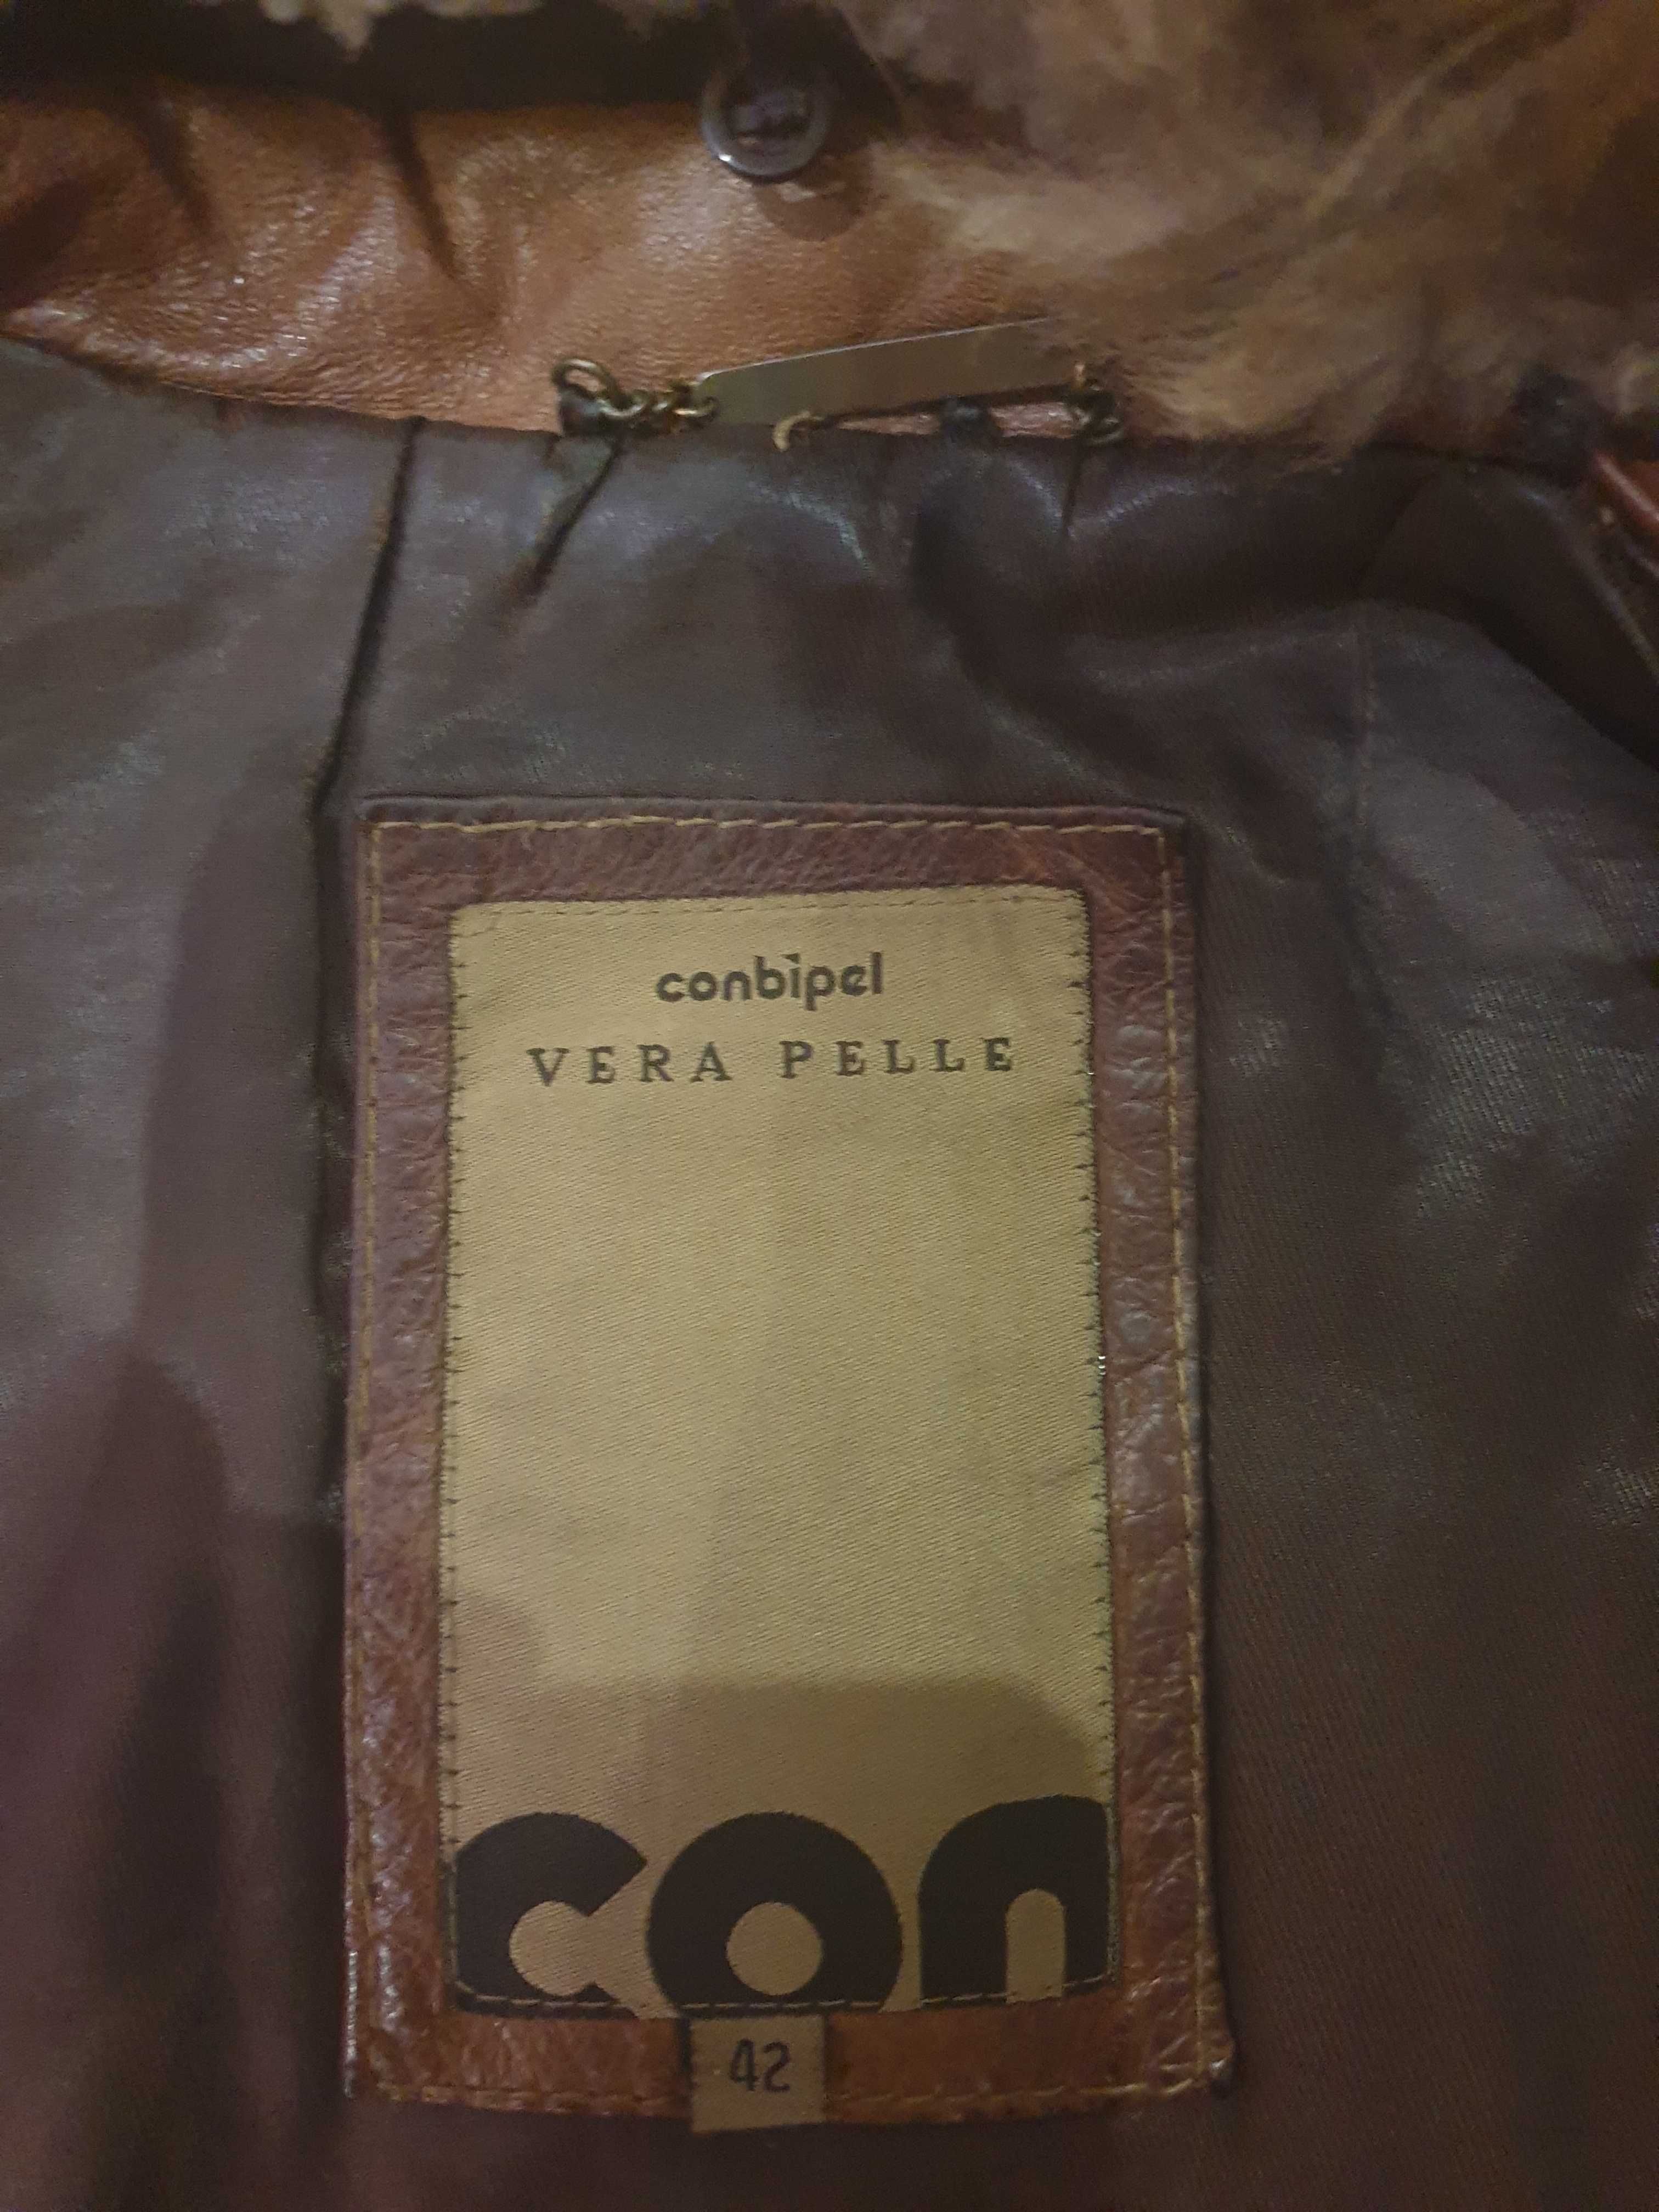 conbipel
VERA PELLE
con
42